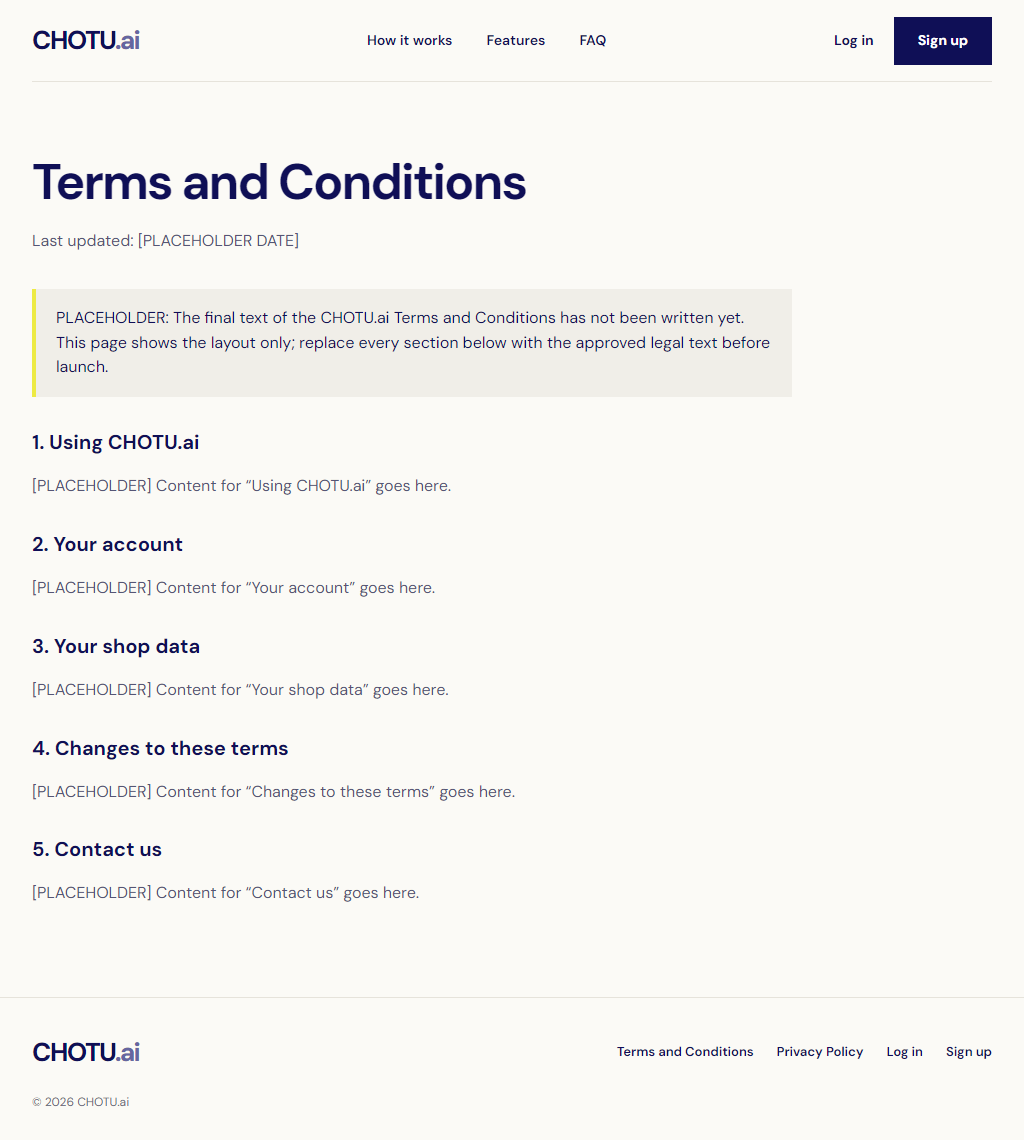 CHOTU.ai
How it works
Features
FAQ
Log in
Sign up
Terms and Conditions
Last updated: [PLACEHOLDER DATE]
PLACEHOLDER: The final text of the CHOTU.ai Terms and Conditions has not been written yet.
This page shows the layout only; replace every section below with the approved legal text before
launch.
1. Using CHOTU.ai
[PLACEHOLDER] Content for “Using CHOTU.ai” goes here.
2. Your account
[PLACEHOLDER] Content for “Your account” goes here.
3. Your shop data
[PLACEHOLDER] Content for “Your shop data” goes here.
4. Changes to these terms
[PLACEHOLDER] Content for “Changes to these terms” goes here.
5. Contact us
[PLACEHOLDER] Content for “Contact us” goes here.
CHOTU.ai
Terms and Conditions
Privacy Policy
Log in
Sign up
© 2026 CHOTU.ai